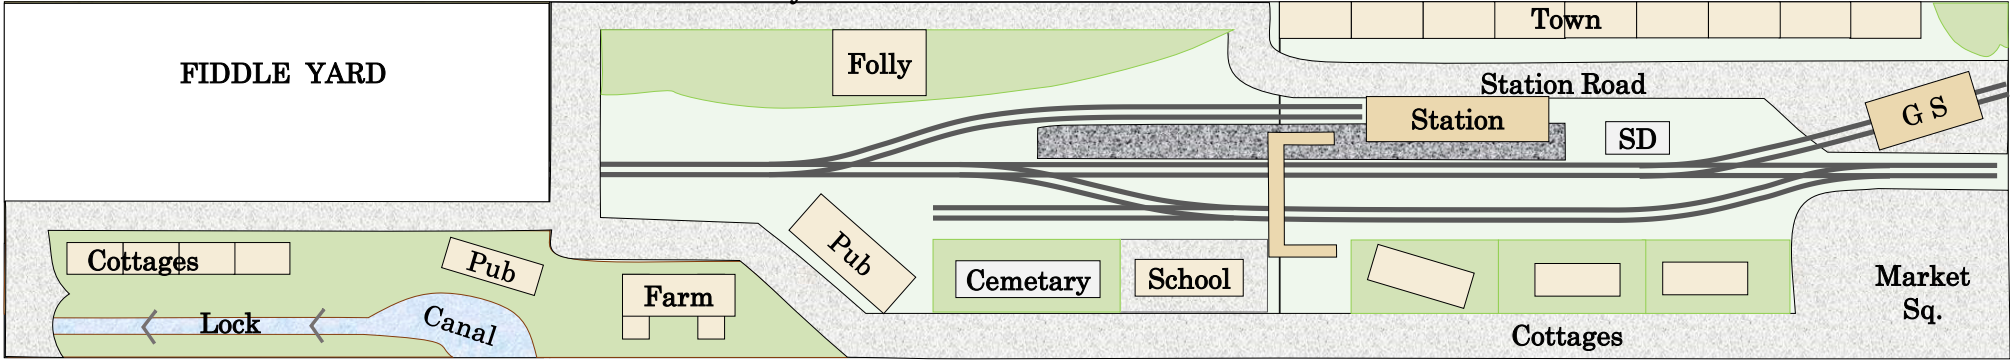 FIDDLE YARD
Town
Folly
Station Road
G S
Station
SD
Cottages
Pub
Pub
Farm
Cemetary
School
Lock
Canal
Market
Sq.
Cottages